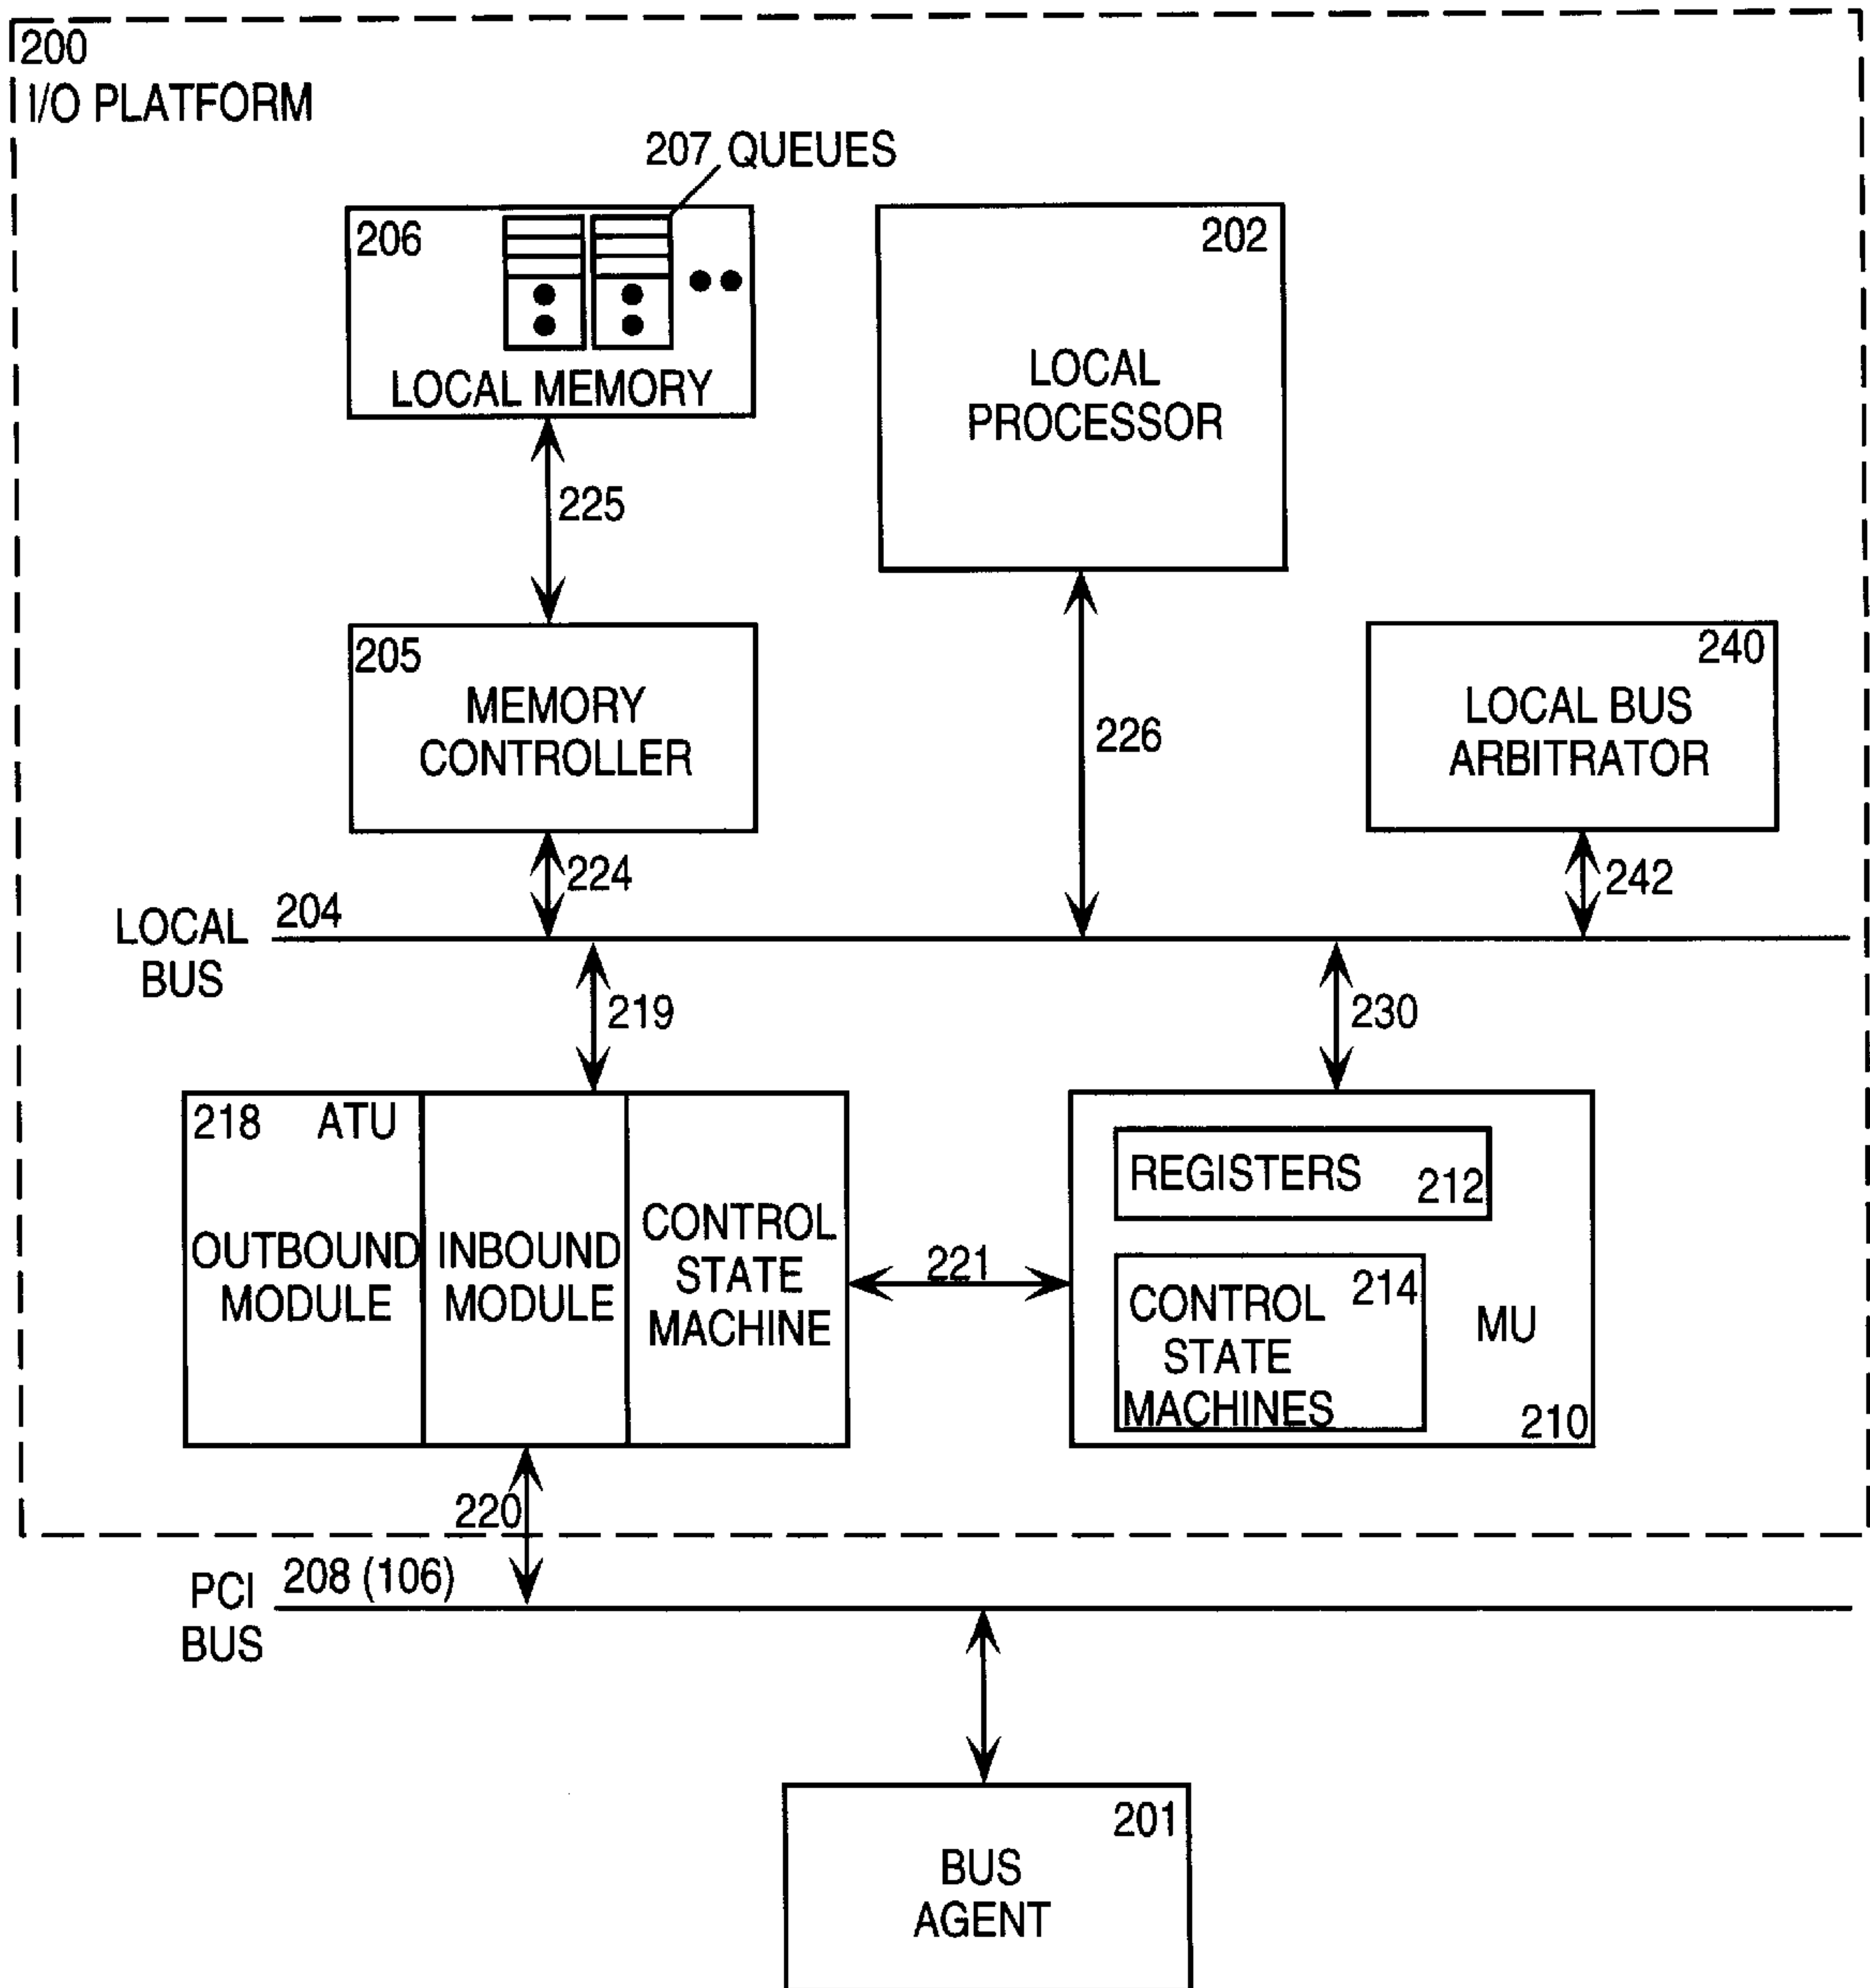 200
I/O PLATFORM
207 QUEUES
206
LOCAL MEMORY
202
LOCAL
PROCESSOR
225
205
MEMORY
CONTROLLER
226
240
LOCAL BUS
ARBITRATOR
224
242
LOCAL
BUS
204
219
230
218 ATU
OUTBOUND
MODULE
INBOUND
MODULE
CONTROL
STATE
MACHINE
221
REGISTERS 212
CONTROL
STATE
MACHINES
214
MU
210
220
PCI
BUS
208 (106)
201
BUS
AGENT